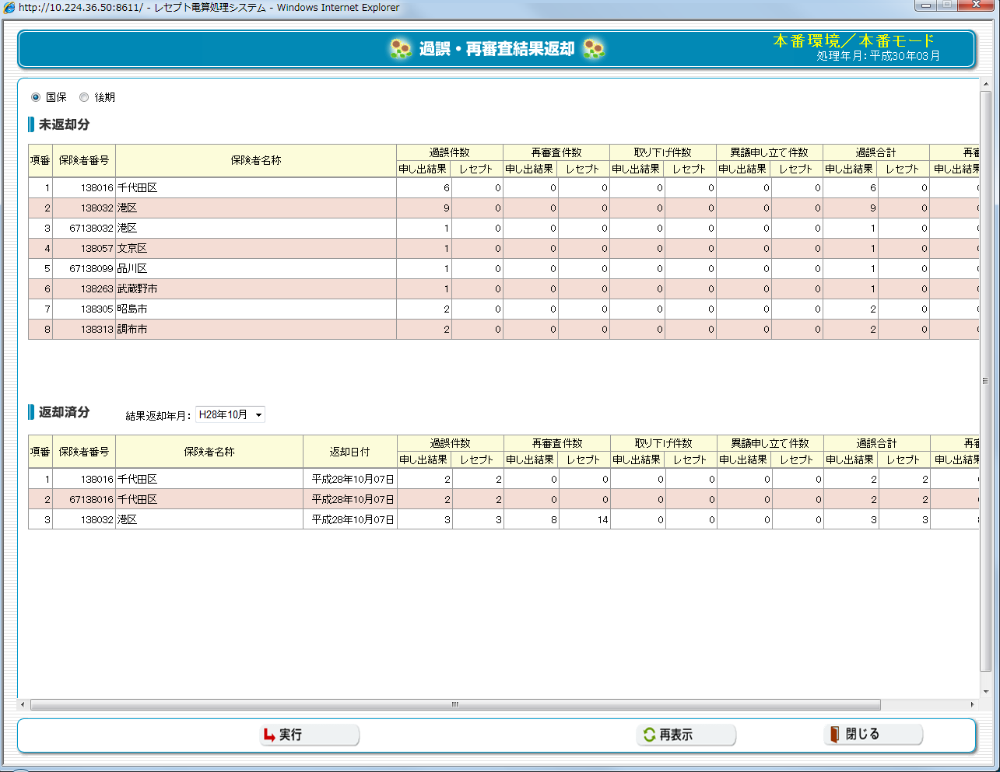 http://10.224.36.50:8611/ - レセプト電算処理システム - Windows Internet Explorer
過誤・再審査結果返却
本番環境／本番モード
処理年月：平成30年03月
国保 後期
未返却分
項番 保険者番号 保険者名称 過誤件数 再審査件数 取り下げ件数 異議申し立て件数 過誤合計
申し出結果 レセプト 申し出結果 レセプト 申し出結果 レセプト 申し出結果 レセプト 申し出結果 レセプト 申し出結果
1 138016 千代田区 6 0 0 0 0 0 0 0 6 0
2 138032 港区 9 0 0 0 0 0 0 0 9 0
3 67138032 港区 1 0 0 0 0 0 0 0 1 0
4 138057 文京区 1 0 0 0 0 0 0 0 1 0
5 67138099 品川区 1 0 0 0 0 0 0 0 1 0
6 138263 武蔵野市 1 0 0 0 0 0 0 0 1 0
7 138305 昭島市 2 0 0 0 0 0 0 0 2 0
8 138313 調布市 2 0 0 0 0 0 0 0 2 0
返却済分 結果返却年月： H28年10月
項番 保険者番号 保険者名称 返却日付 過誤件数 再審査件数 取り下げ件数 異議申し立て件数 過誤合計
申し出結果 レセプト 申し出結果 レセプト 申し出結果 レセプト 申し出結果 レセプト 申し出結果 レセプト 申し出結果
1 138016 千代田区 平成28年10月07日 2 2 0 0 0 0 0 0 2 2
2 67138016 千代田区 平成28年10月07日 2 2 0 0 0 0 0 0 2 2
3 138032 港区 平成28年10月07日 3 3 8 14 0 0 0 0 3 3
実行 再表示 閉じる